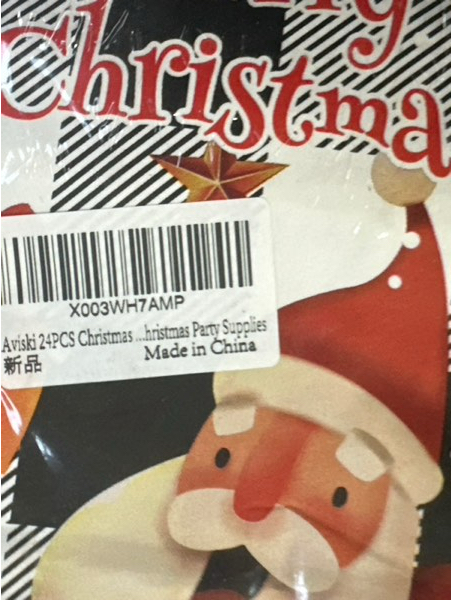 Christma
X003WH7AMP
Aviski 24PCS Christmas ...hristmas Party Supplies
新品
Made in China